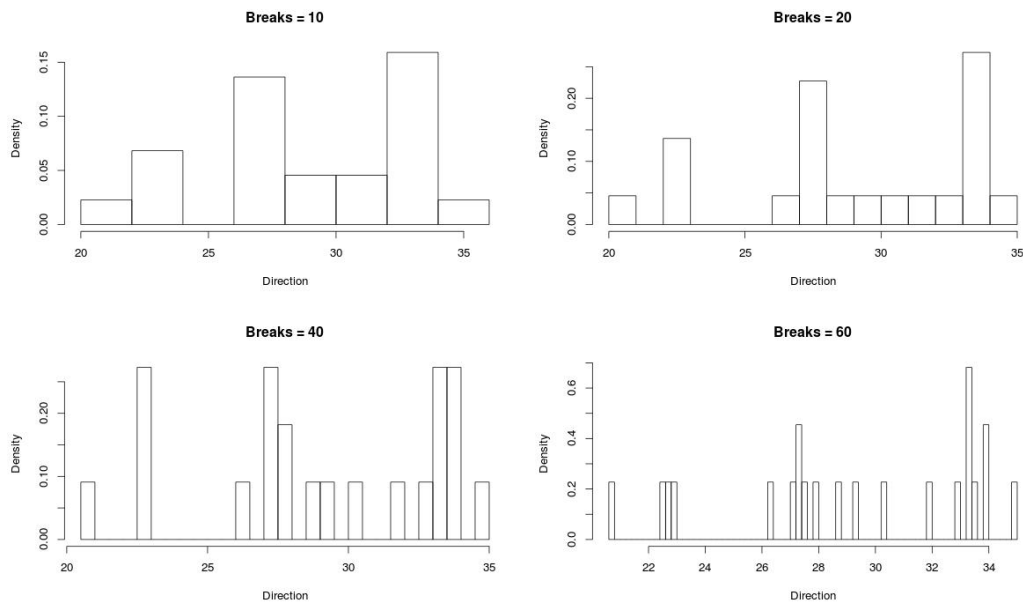 Breaks = 10
0.15
0.10
0.05
0.00
Density
20 25 30 35
Direction
Breaks = 20
0.20
0.10
0.00
Density
20 25 30 35
Direction
Breaks = 40
0.20
0.10
0.00
Density
20 25 30 35
Direction
Breaks = 60
0.6
0.4
0.2
0.0
Density
22 24 26 28 30 32 34
Direction